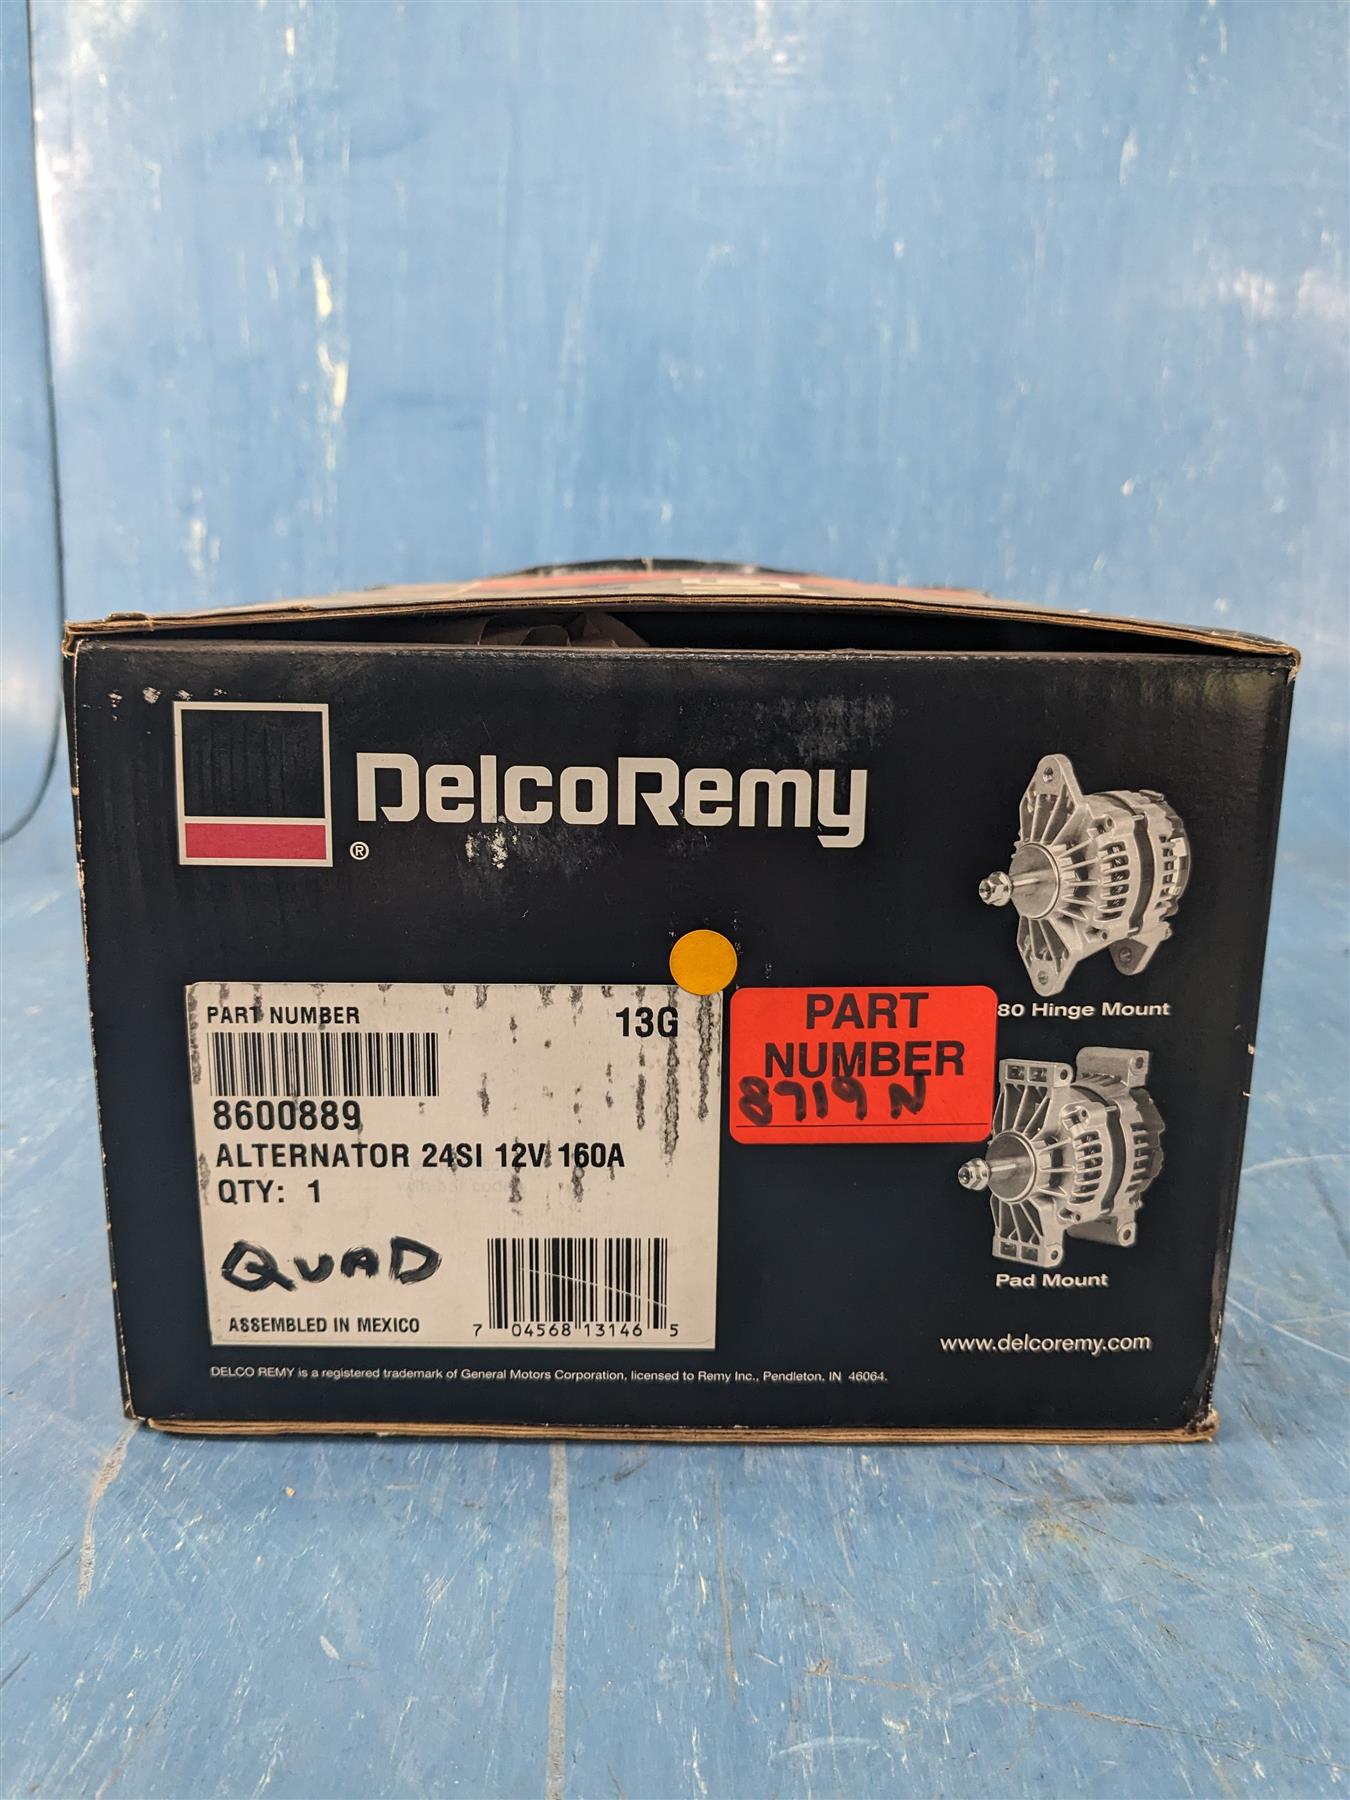 DelcoRemy
®
80 Hinge Mount
PART NUMBER
13G
8600889
ALTERNATOR 24SI 12V 160A
QTY: 1
QUAD
ASSEMBLED IN MEXICO
7 04568 13146 5
PART
NUMBER
8719N
Pad Mount
www.delcoremy.com
DELCO REMY is a registered trademark of General Motors Corporation, licensed to Remy Inc., Pendleton, IN 46064.